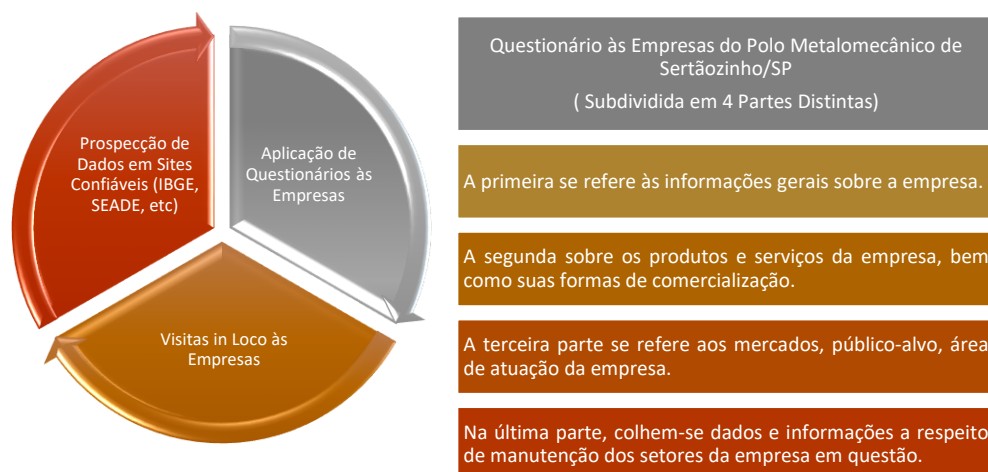 Prospecção de
Dados em Sites
Confiáveis (IBGE,
SEADE, etc)
Aplicação de
Questionários às
Empresas
Visitas in Loco às
Empresas
Questionário às Empresas do Polo Metalomecânico de
Sertãozinho/SP
( Subdividida em 4 Partes Distintas)
A primeira se refere às informações gerais sobre a empresa.
A segunda sobre os produtos e serviços da empresa, bem
como suas formas de comercialização.
A terceira parte se refere aos mercados, público-alvo, área
de atuação da empresa.
Na última parte, colhem-se dados e informações a respeito
de manutenção dos setores da empresa em questão.